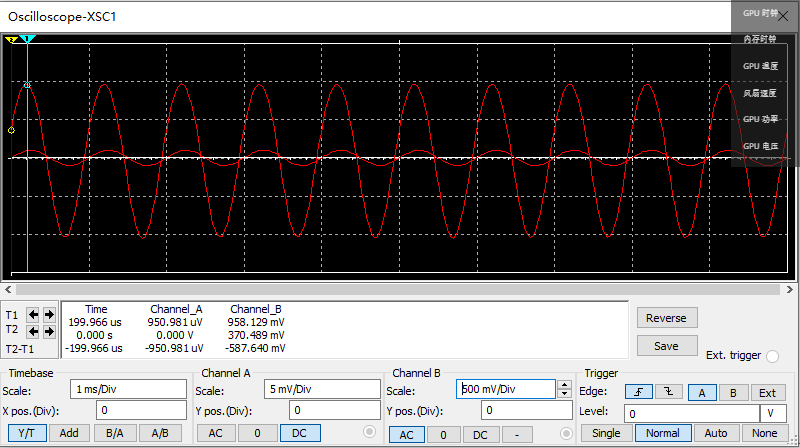 Oscilloscope-XSC1
GPU 时钟
内存时钟
GPU 温度
风扇速度
GPU 功率
GPU 电压
2 1
Time Channel_A Channel_B
T1 199.966 us 950.981 uV 958.129 mV
T2 0.000 s 0.000 V 370.489 mV
T2-T1 -199.966 us -950.981 uV -587.640 mV
Reverse
Save
Ext. trigger
Timebase
Scale: 1 ms/Div
X pos.(Div): 0
Y/T Add B/A A/B
Channel A
Scale: 5 mV/Div
Y pos.(Div): 0
AC 0 DC
Channel B
Scale: 500 mV/Div
Y pos.(Div): 0
AC 0 DC -
Trigger
Edge: A B Ext
Level: 0 V
Single Normal Auto None